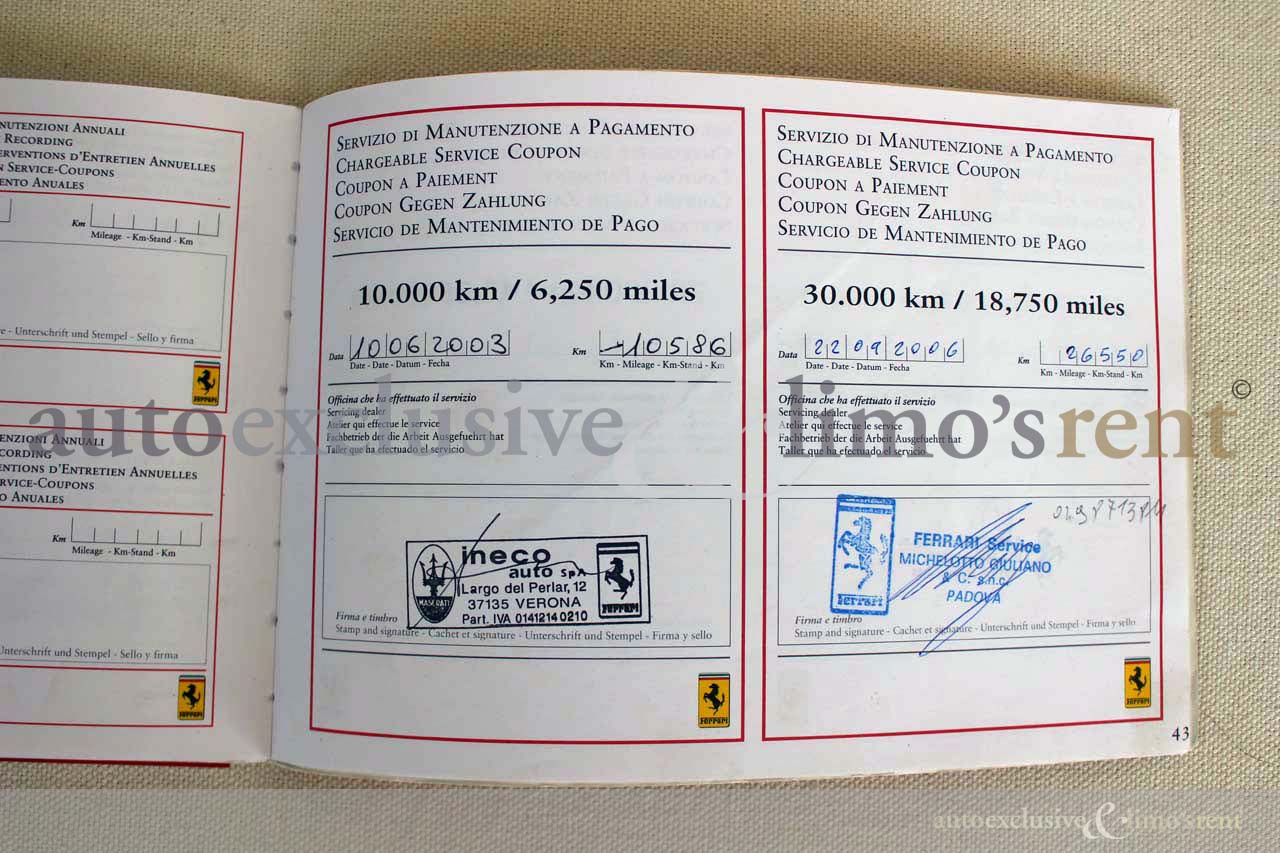 NUTENZIONI ANNUALI
RECORDING
ERVENTIONS D'ENTRETIEN ANNUELLES
N SERVICE-COUPONS
ENTO ANUALES
Km
Mileage - Km-Stand - Km
e - Unterschrift und Stempel - Sello y firma
Ferrari
ENZIONI ANNUALI
CORDING
ENTIONS D'ENTRETIEN ANNUELLES
RVICE-COUPONS
O ANUALES
Km
Mileage - Km-Stand - Km
Unterschrift und Stempel - Sello y firma
Ferrari
SERVIZIO DI MANUTENZIONE A PAGAMENTO
CHARGEABLE SERVICE COUPON
COUPON A PAIEMENT
COUPON GEGEN ZAHLUNG
SERVICIO DE MANTENIMIENTO DE PAGO
10.000 km / 6,250 miles
Data 10062003 Km 10586
Date - Date - Datum - Fecha Km - Mileage - Km-Stand - Km
Officina che ha effettuato il servizio
Servicing dealer
Atelier qui effectue le service
Fachbetrieb der die Arbeit Ausgefuehrt hat
Taller que ha efectuado el servicio
ineco
auto SpA
Largo del Perlar, 12
37135 VERONA
Part. IVA 01412140210
MASERATI
Ferrari
Firma e timbro
Stamp and signature - Cachet et signature - Unterschrift und Stempel - Firma y sello
Ferrari
SERVIZIO DI MANUTENZIONE A PAGAMENTO
CHARGEABLE SERVICE COUPON
COUPON A PAIEMENT
COUPON GEGEN ZAHLUNG
SERVICIO DE MANTENIMIENTO DE PAGO
30.000 km / 18,750 miles
Data 22092006 Km 26550
Date - Date - Datum - Fecha Km - Mileage - Km-Stand - Km
Officina che ha effettuato il servizio
Servicing dealer
Atelier qui effectue le service
Fachbetrieb der die Arbeit Ausgefuehrt hat
Taller que ha efectuado el servicio
Ferrari
FERRARI Service
MICHELOTTO GIULIANO
& C. s.n.c.
PADOVA
Firma e timbro
Stamp and signature - Cachet et signature - Unterschrift und Stempel - Firma y sello
Ferrari
43
autoexclusive limo's rent ©
autoexclusive & limo's rent